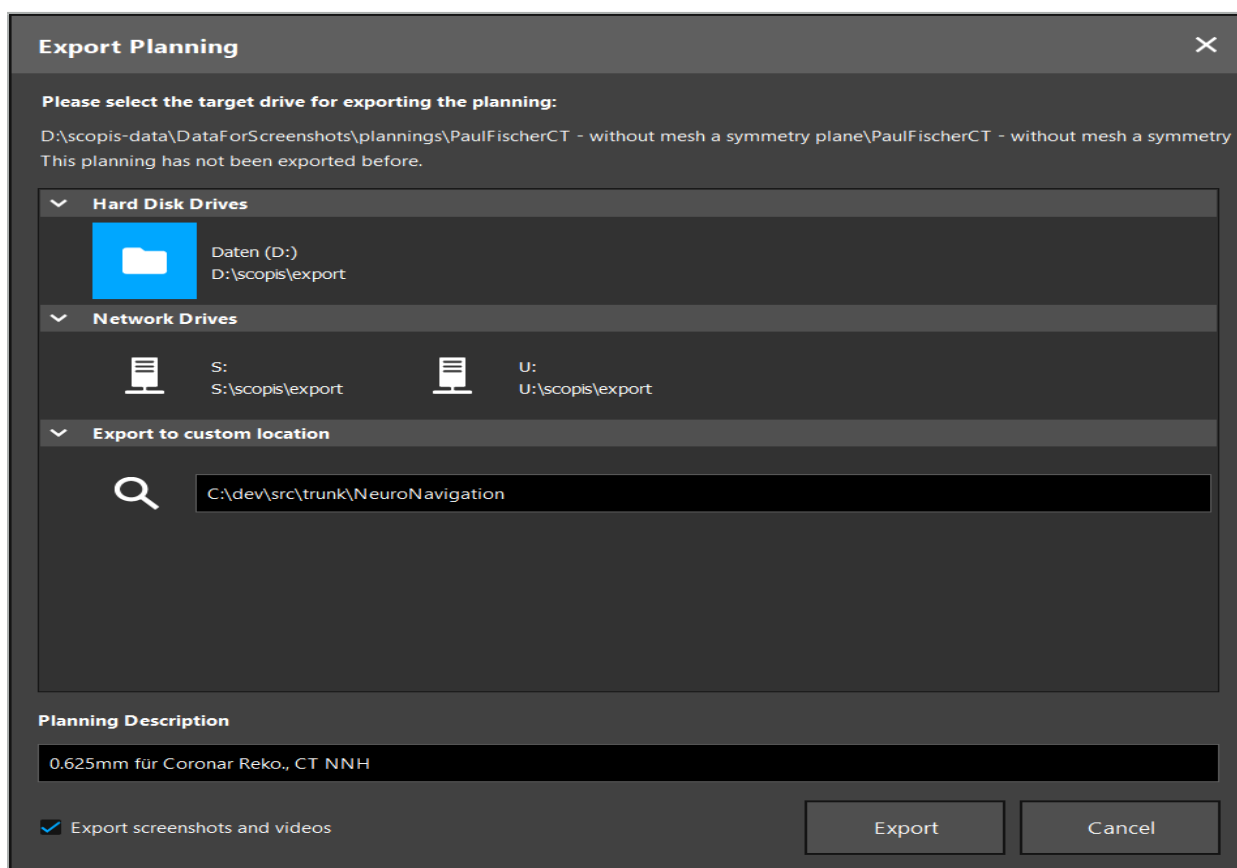 Export Planning
Please select the target drive for exporting the planning:
D:\scopis-data\DataForScreenshots\plannings\PaulFischerCT - without mesh a symmetry plane\PaulFischerCT - without mesh a symmetry
This planning has not been exported before.
Hard Disk Drives
Daten (D:)
D:\scopis\export
Network Drives
S:
S:\scopis\export
U:
U:\scopis\export
Export to custom location
C:\dev\src\trunk\NeuroNavigation
Planning Description
0.625mm für Coronar Reko., CT NNH
Export screenshots and videos
Export
Cancel